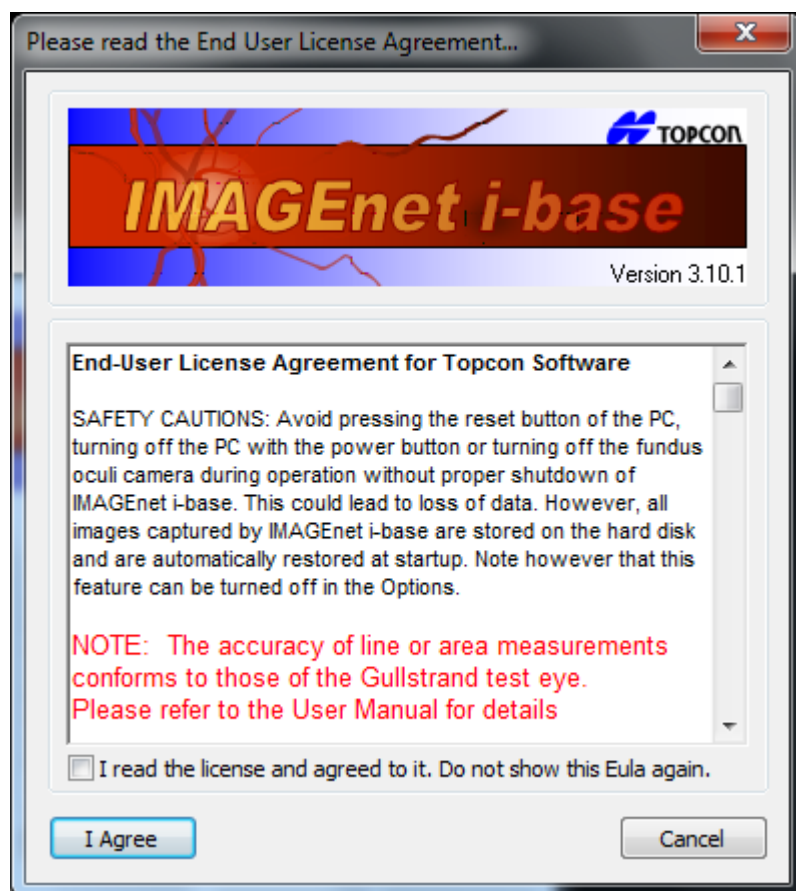 Please read the End User License Agreement...
TOPCON
IMAGEnet i-base
Version 3.10.1
End-User License Agreement for Topcon Software
SAFETY CAUTIONS: Avoid pressing the reset button of the PC,
turning off the PC with the power button or turning off the fundus
oculi camera during operation without proper shutdown of
IMAGEnet i-base. This could lead to loss of data. However, all
images captured by IMAGEnet i-base are stored on the hard disk
and are automatically restored at startup. Note however that this
feature can be turned off in the Options.
NOTE: The accuracy of line or area measurements
conforms to those of the Gullstrand test eye.
Please refer to the User Manual for details
I read the license and agreed to it. Do not show this Eula again.
I Agree
Cancel